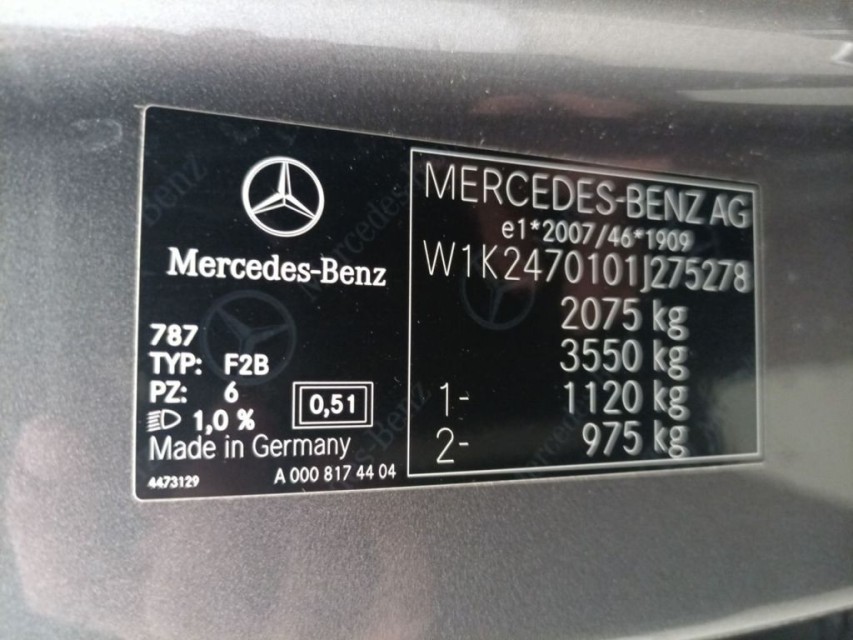 Mercedes-Benz
787
TYP: F2B
PZ: 6
1,0 %
0,51
Made in Germany
4473129
A 000 817 44 04
MERCEDES-BENZ AG
e1*2007/46*1909
W1K2470101J275278
2075 kg
3550 kg
1- 1120 kg
2- 975 kg